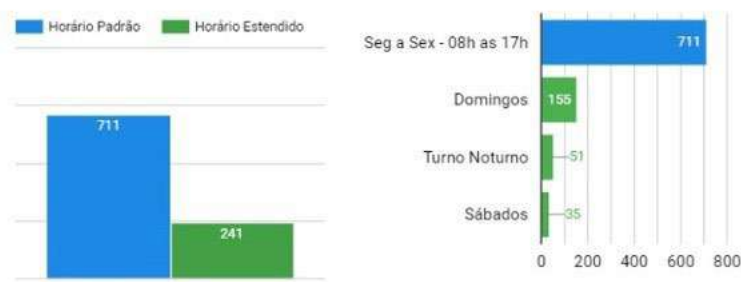 Horário Padrão
Horário Estendido
711
241
Seg a Sex - 08h as 17h
711
Domingos
155
Turno Noturno
51
Sábados
35
0 200 400 600 800